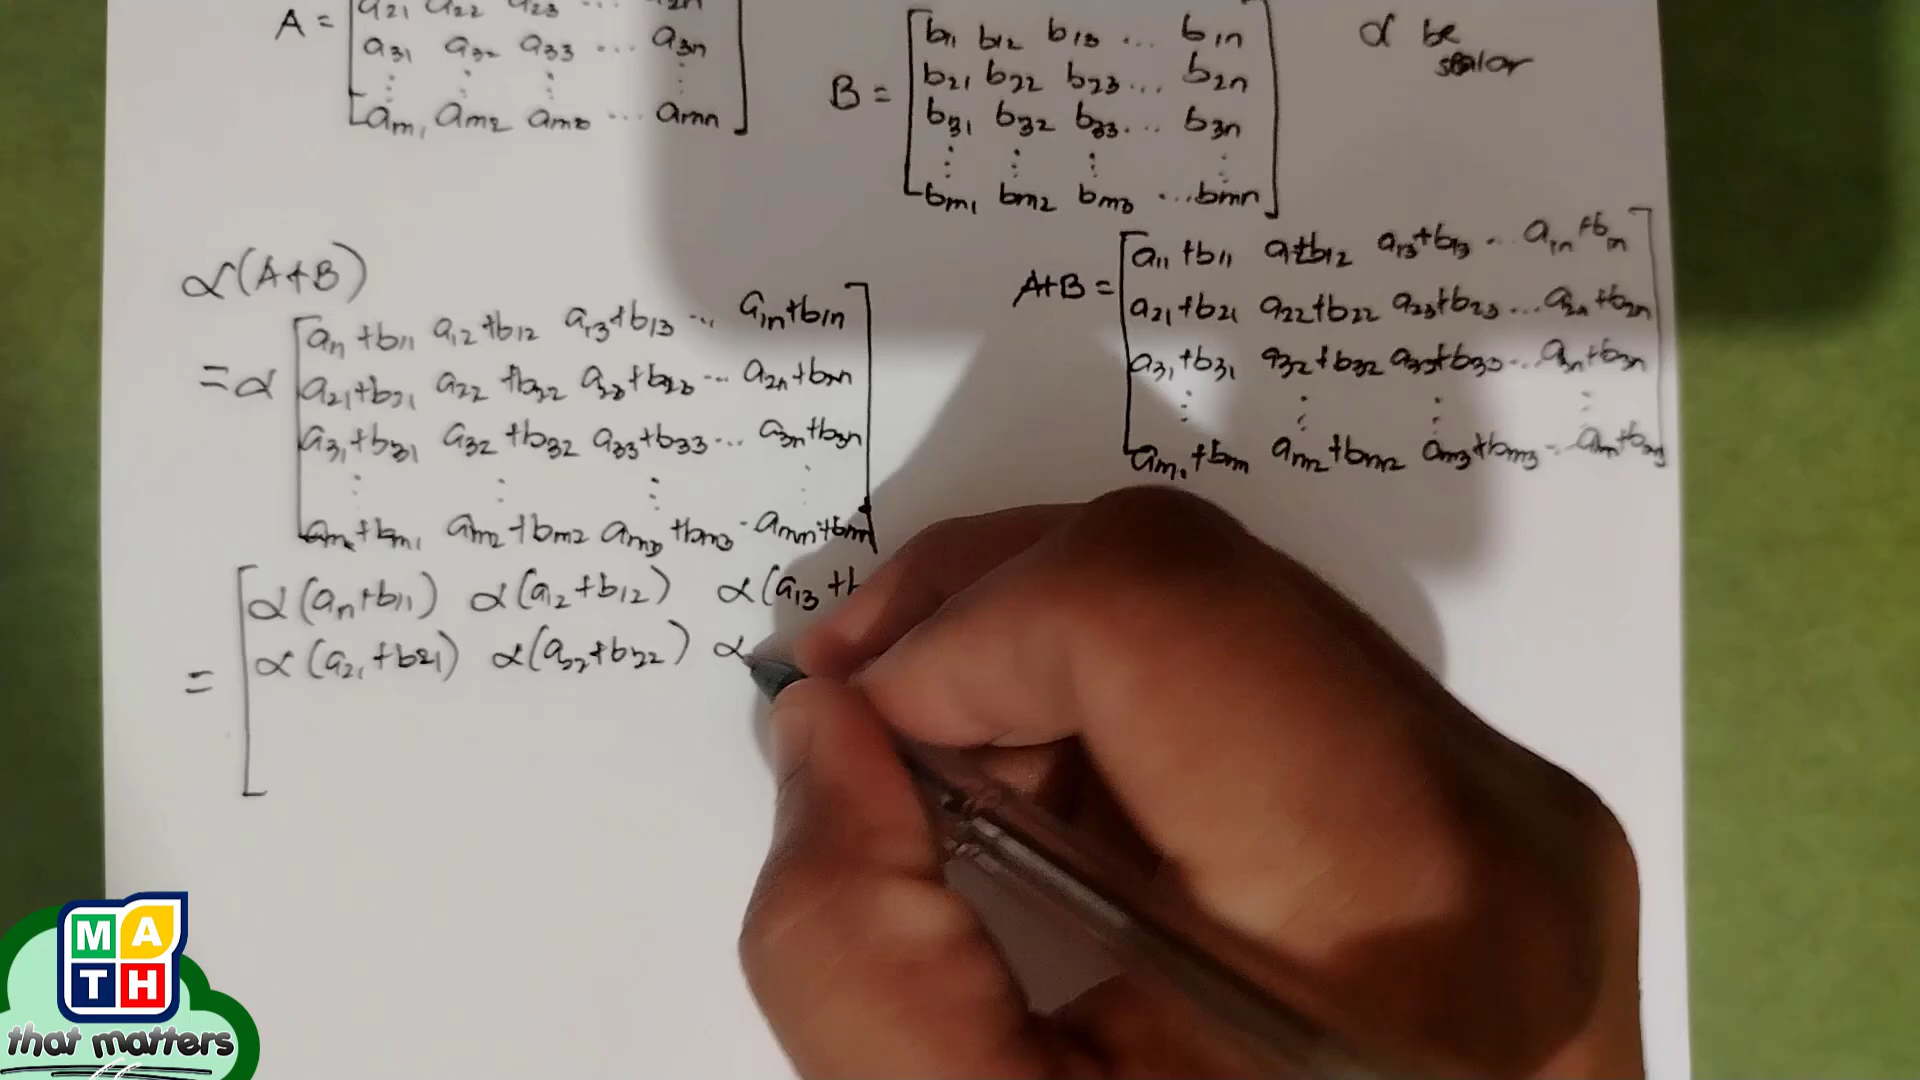 A = [a21 a22 a23 ... a2n
a31 a32 a33 ... a3n
⋮ ⋮ ⋮ ⋮
am1 am2 am3 ... amn]
B = [b11 b12 b13 ... b1n
b21 b22 b23 ... b2n
b31 b32 b33 ... b3n
⋮ ⋮ ⋮ ⋮
bm1 bm2 bm3 ... bmn]
α be
scalar
A+B = [a11+b11 a+b12 a13+b13 ... a1n+b1n
a21+b21 a22+b22 a23+b23 ... a2n+b2n
a31+b31 a32+b32 a33+b33 ... a3n+b3n
⋮ ⋮ ⋮ ⋮
am1+bm am2+bm2 am3+bm3 ...
α(A+B)
= α [a11+b11 a12+b12 a13+b13 ... a1n+b1n
a21+b21 a22+b22 a23+b23 ... a2n+b2n
a31+b31 a32+b32 a33+b33 ... a3n+b3n
⋮ ⋮ ⋮ ⋮
am1+bm1 am2+bm2 am3+bm3 ... amn+bmn]
= [α(a11+b11) α(a12+b12) α(a13+
α(a21+b21) α(a22+b22) α
MATH
that matters